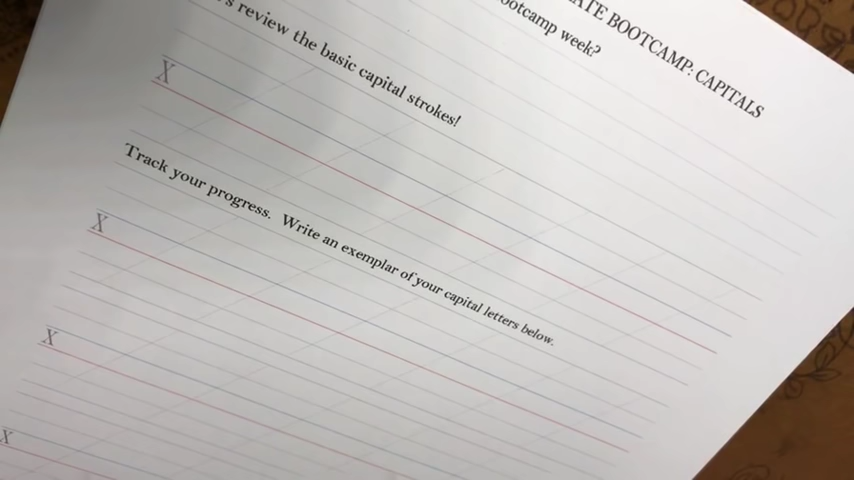 BOOTCAMP: CAPITALS
week?
review the basic capital strokes!
X
Track your progress. Write an exemplar of your capital letters below.
X
X
X